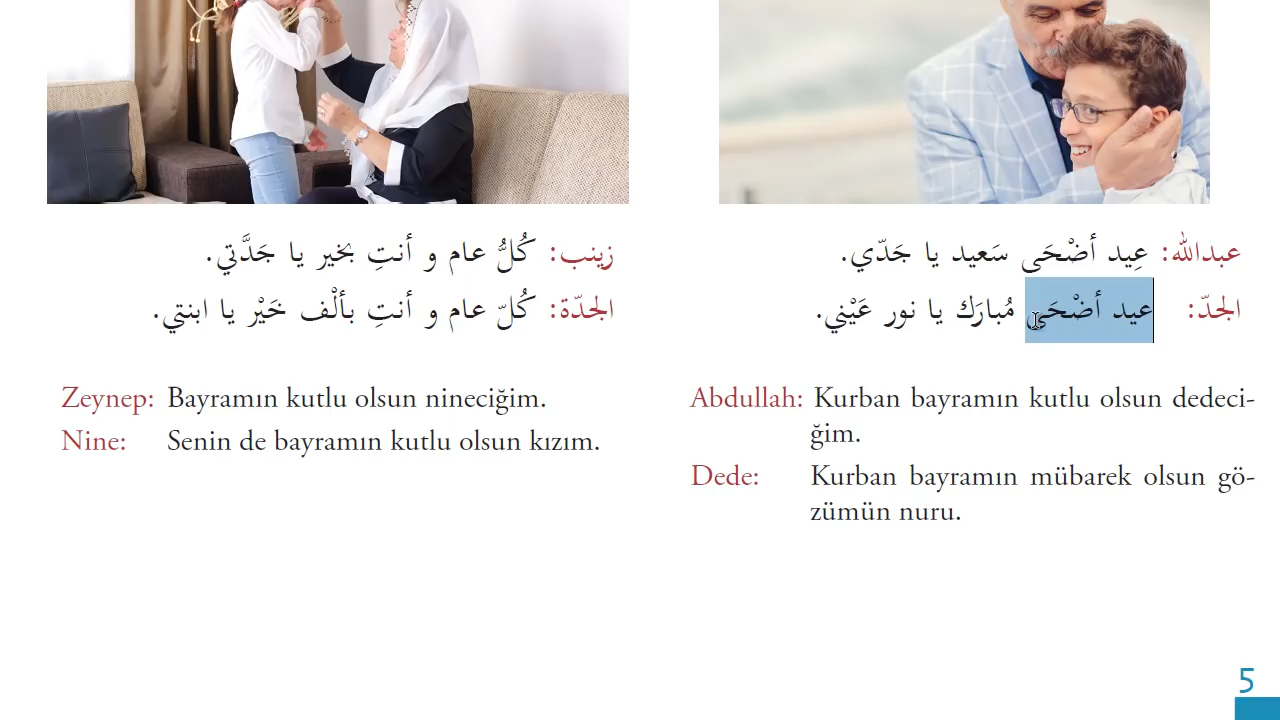 زينب: كُلُّ عام و أنتِ بخير يا جَدَّتي.
الجدّة: كُلّ عام و أنتِ بألْف خَيْر يا ابنتي.
Zeynep: Bayramın kutlu olsun nineciğim.
Nine: Senin de bayramın kutlu olsun kızım.
عبدالله: عِيد أضْحَى سَعيد يا جَدّي.
الجدّ: عيد أضْحَى مُبارَك يا نور عَيْني.
Abdullah: Kurban bayramın kutlu olsun dedeci-
ğim.
Dede: Kurban bayramın mübarek olsun gö-
zümün nuru.
5